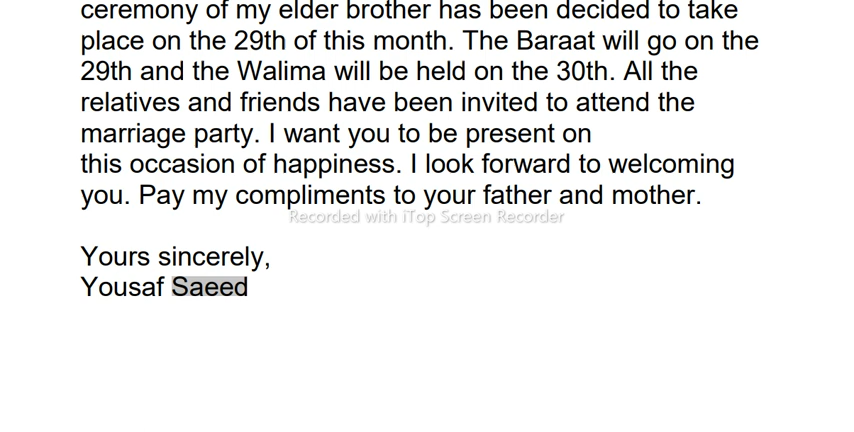 ceremony of my elder brother has been decided to take
place on the 29th of this month. The Baraat will go on the
29th and the Walima will be held on the 30th. All the
relatives and friends have been invited to attend the
marriage party. I want you to be present on
this occasion of happiness. I look forward to welcoming
you. Pay my compliments to your father and mother.
Recorded with iTop Screen Recorder
Yours sincerely,
Yousaf Saeed